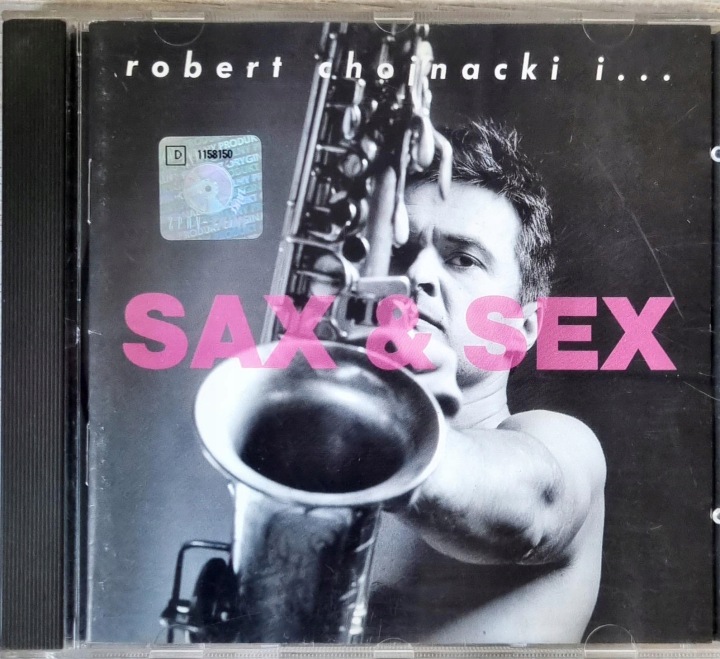 robert chojnacki i...
D 1158150
SAX & SEX